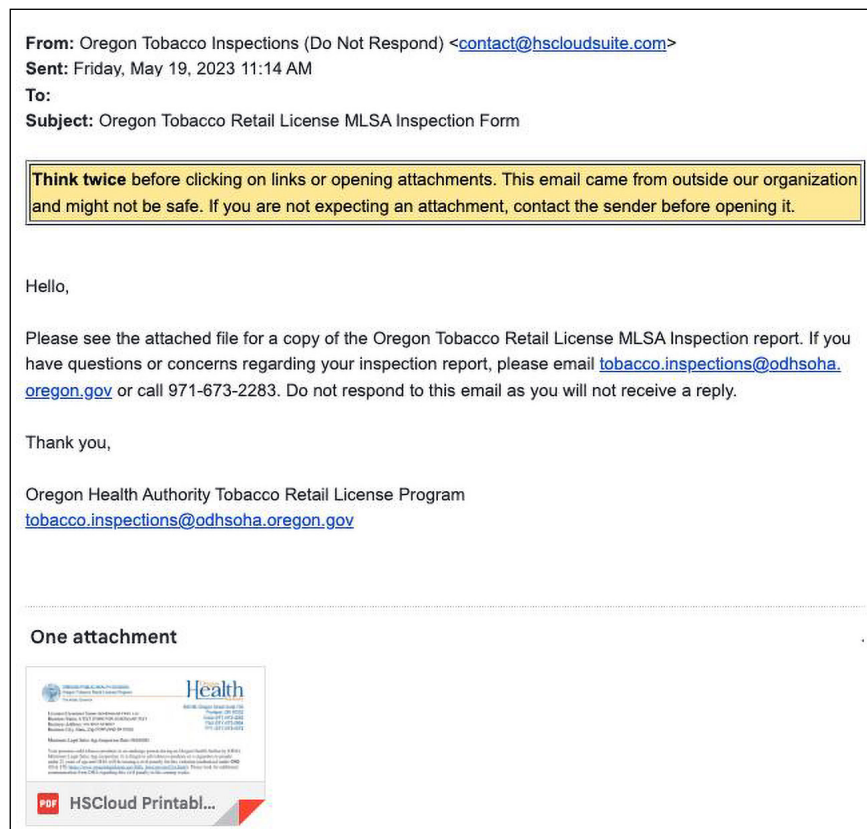 From: Oregon Tobacco Inspections (Do Not Respond) <contact@hscloudsuite.com>
Sent: Friday, May 19, 2023 11:14 AM
To:
Subject: Oregon Tobacco Retail License MLSA Inspection Form
Think twice before clicking on links or opening attachments. This email came from outside our organization
and might not be safe. If you are not expecting an attachment, contact the sender before opening it.
Hello,
Please see the attached file for a copy of the Oregon Tobacco Retail License MLSA Inspection report. If you
have questions or concerns regarding your inspection report, please email tobacco.inspections@odhsoha.
oregon.gov or call 971-673-2283. Do not respond to this email as you will not receive a reply.
Thank you,
Oregon Health Authority Tobacco Retail License Program
tobacco.inspections@odhsoha.oregon.gov
One attachment
Health
PDF HSCloud Printabl...